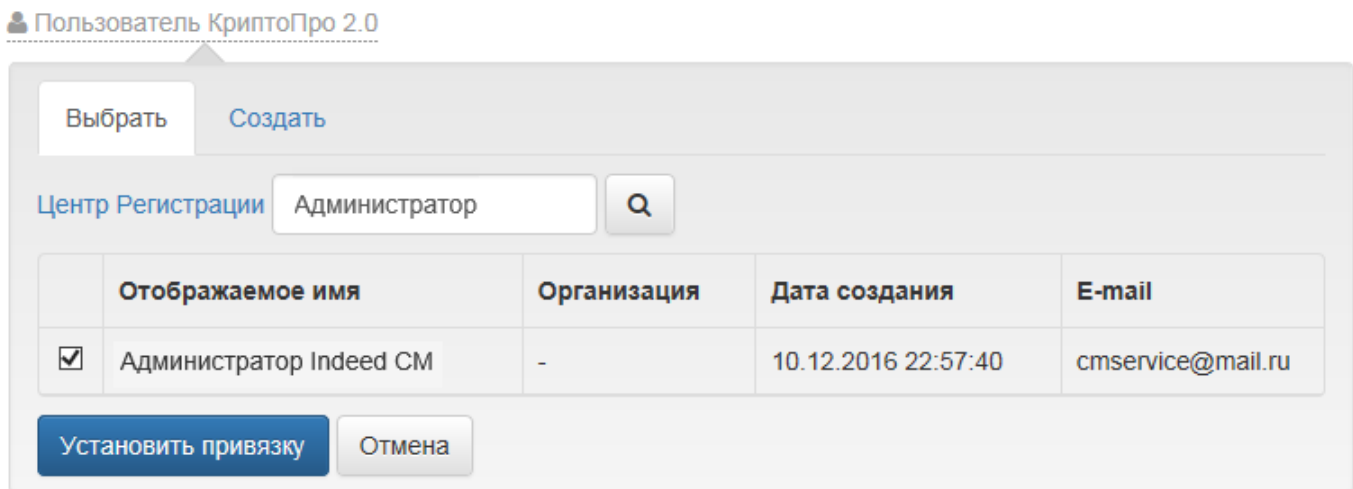 Пользователь КриптоПро 2.0
Выбрать Создать
Центр Регистрации Администратор
Отображаемое имя Организация Дата создания E-mail
Администратор Indeed CM - 10.12.2016 22:57:40 cmservice@mail.ru
Установить привязку Отмена